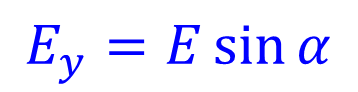 E_y = E sin α